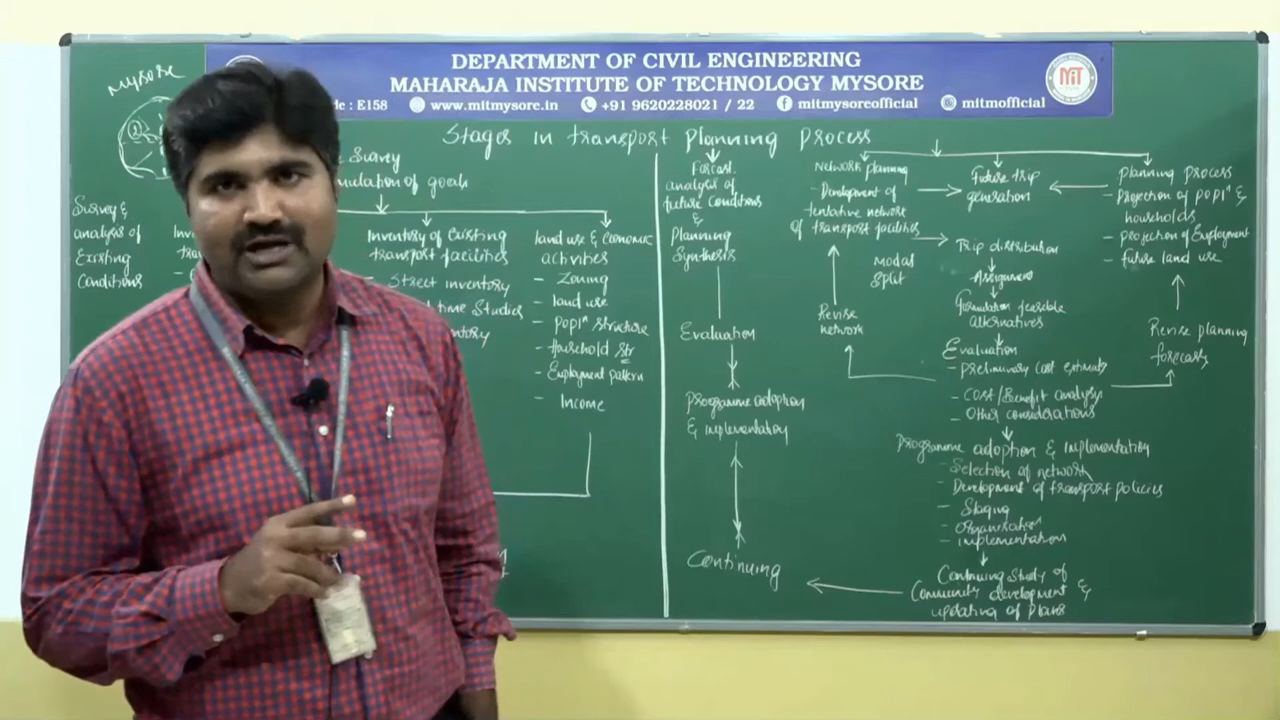 DEPARTMENT OF CIVIL ENGINEERING
MAHARAJA INSTITUTE OF TECHNOLOGY MYSORE
: E158 www.mitmysore.in +91 9620228021 / 22 mitmysoreofficial mitmofficial
MIT
Mysore
Stages in transport Planning Process
Survey
of goals
Survey &
analysis of
Existing
Conditions
Inventory of Existing
transport facilities
- Street inventory
time Studies
land use & Economic
activities
- Zoning
- land use
- popln structure
- Household str
- Employment pattern
- Income
Forcast
analysis of
future conditions
&
Planning
Synthesis
Evaluation
programme adoption
& implementatory
Continuing
Network planning
- Development of
tentative network
of transport facilities
Revise
network
Modal
Split
Future trip
generation
Trip distribution
Assignment
Formulation feasible
alternatives
Evaluation
- preliminary cost estimate
- Cost/Benefit analysis
- Other considerations
Programme adoption & implementation
- Selection of network
- Development of transport policies
- Staging
- Organisation
- implementation
Continuing Study of
Community development &
updating of plans
planning process
- Projection of popln &
households
- projection of Employment
- future land use
Revise planning
forecasts